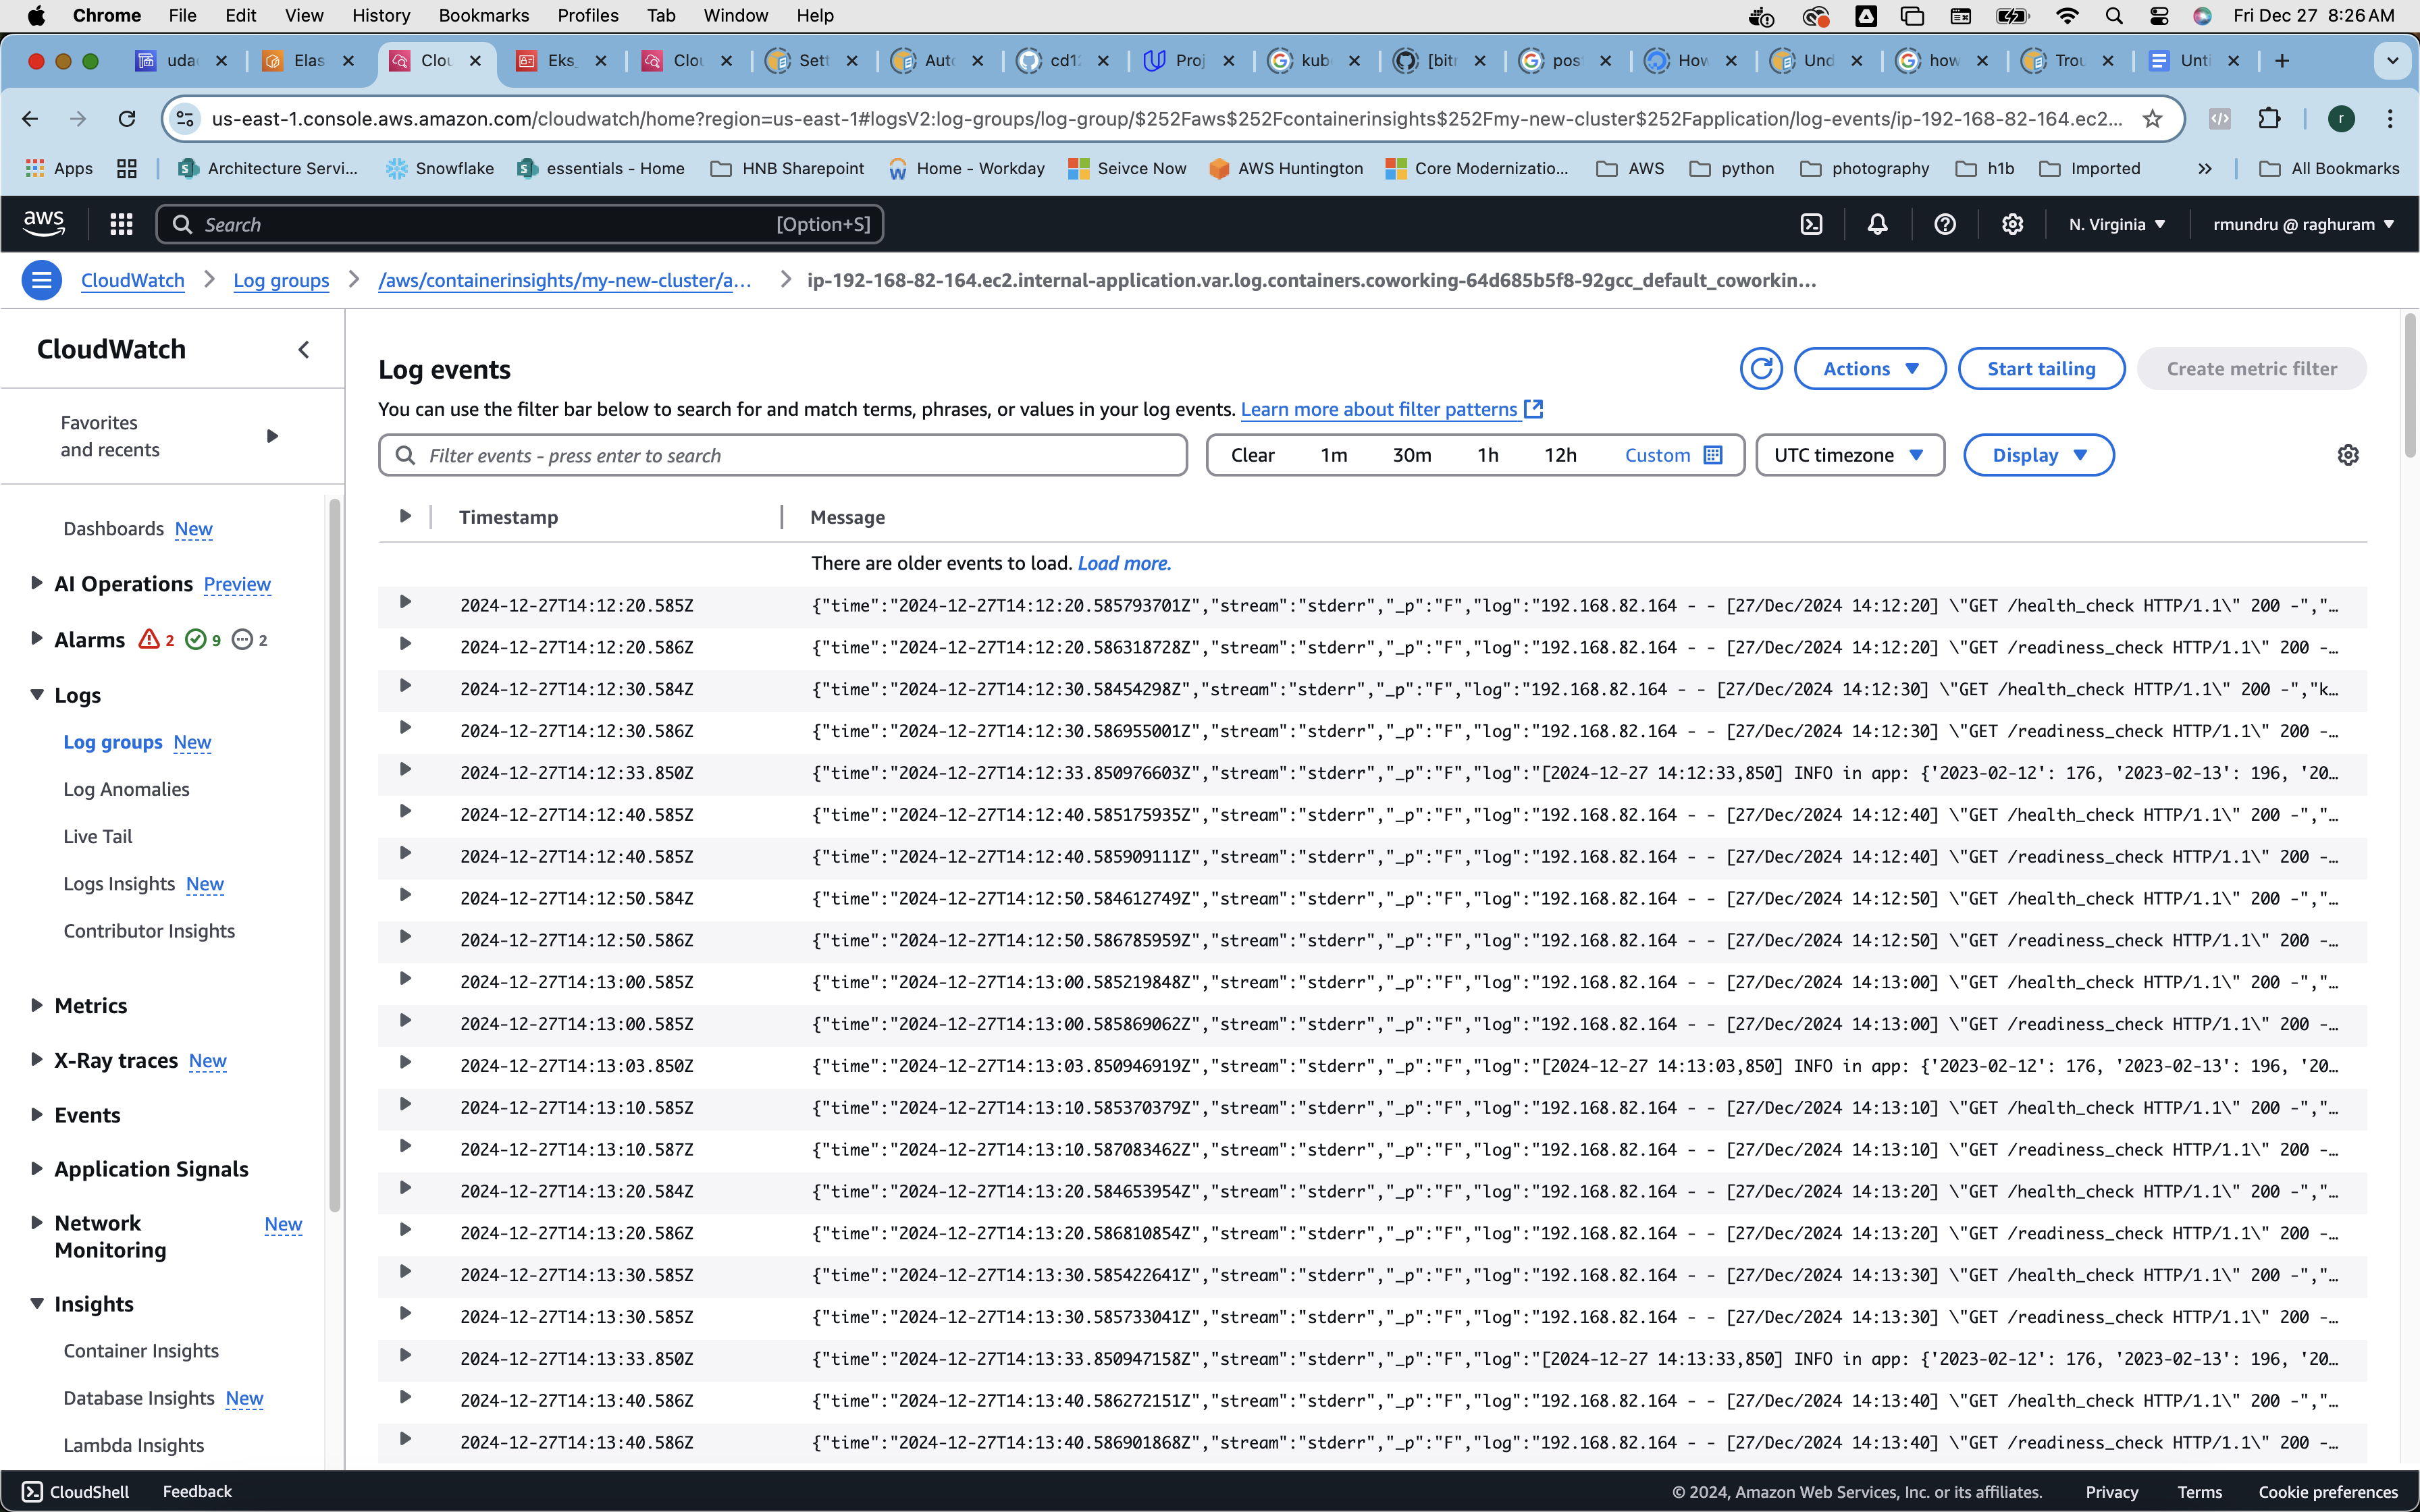 Chrome File Edit View History Bookmarks Profiles Tab Window Help Fri Dec 27 8:26 AM
uda Elas Clou Eks_ Clou Sett Aut cd1 Proj kub [bitr pos How Und how Trou Unti
us-east-1.console.aws.amazon.com/cloudwatch/home?region=us-east-1#logsV2:log-groups/log-group/$252Faws$252Fcontainerinsights$252Fmy-new-cluster$252Fapplication/log-events/ip-192-168-82-164.ec2... r
Apps Architecture Servi... Snowflake essentials - Home HNB Sharepoint Home - Workday Seivce Now AWS Huntington Core Modernizatio... AWS python photography h1b Imported All Bookmarks
aws Search [Option+S] N. Virginia rmundru @ raghuram
CloudWatch Log groups /aws/containerinsights/my-new-cluster/a... ip-192-168-82-164.ec2.internal-application.var.log.containers.coworking-64d685b5f8-92gcc_default_coworkin...
CloudWatch
Favorites
and recents
Dashboards New
AI Operations Preview
Alarms 2 9 2
Logs
Log groups New
Log Anomalies
Live Tail
Logs Insights New
Contributor Insights
Metrics
X-Ray traces New
Events
Application Signals
Network New
Monitoring
Insights
Container Insights
Database Insights New
Lambda Insights
Log events
Actions Start tailing Create metric filter
You can use the filter bar below to search for and match terms, phrases, or values in your log events. Learn more about filter patterns
Filter events - press enter to search Clear 1m 30m 1h 12h Custom UTC timezone Display
Timestamp Message
There are older events to load. Load more.
2024-12-27T14:12:20.585Z {"time":"2024-12-27T14:12:20.585793701Z","stream":"stderr","_p":"F","log":"192.168.82.164 - - [27/Dec/2024 14:12:20] \"GET /health_check HTTP/1.1\" 200 -","...
2024-12-27T14:12:20.586Z {"time":"2024-12-27T14:12:20.586318728Z","stream":"stderr","_p":"F","log":"192.168.82.164 - - [27/Dec/2024 14:12:20] \"GET /readiness_check HTTP/1.1\" 200 -...
2024-12-27T14:12:30.584Z {"time":"2024-12-27T14:12:30.58454298Z","stream":"stderr","_p":"F","log":"192.168.82.164 - - [27/Dec/2024 14:12:30] \"GET /health_check HTTP/1.1\" 200 -","k...
2024-12-27T14:12:30.586Z {"time":"2024-12-27T14:12:30.586955001Z","stream":"stderr","_p":"F","log":"192.168.82.164 - - [27/Dec/2024 14:12:30] \"GET /readiness_check HTTP/1.1\" 200 -...
2024-12-27T14:12:33.850Z {"time":"2024-12-27T14:12:33.850976603Z","stream":"stderr","_p":"F","log":"[2024-12-27 14:12:33,850] INFO in app: {'2023-02-12': 176, '2023-02-13': 196, '20...
2024-12-27T14:12:40.585Z {"time":"2024-12-27T14:12:40.585175935Z","stream":"stderr","_p":"F","log":"192.168.82.164 - - [27/Dec/2024 14:12:40] \"GET /health_check HTTP/1.1\" 200 -","...
2024-12-27T14:12:40.585Z {"time":"2024-12-27T14:12:40.585909111Z","stream":"stderr","_p":"F","log":"192.168.82.164 - - [27/Dec/2024 14:12:40] \"GET /readiness_check HTTP/1.1\" 200 -...
2024-12-27T14:12:50.584Z {"time":"2024-12-27T14:12:50.584612749Z","stream":"stderr","_p":"F","log":"192.168.82.164 - - [27/Dec/2024 14:12:50] \"GET /health_check HTTP/1.1\" 200 -","...
2024-12-27T14:12:50.586Z {"time":"2024-12-27T14:12:50.586785959Z","stream":"stderr","_p":"F","log":"192.168.82.164 - - [27/Dec/2024 14:12:50] \"GET /readiness_check HTTP/1.1\" 200 -...
2024-12-27T14:13:00.585Z {"time":"2024-12-27T14:13:00.585219848Z","stream":"stderr","_p":"F","log":"192.168.82.164 - - [27/Dec/2024 14:13:00] \"GET /health_check HTTP/1.1\" 200 -","...
2024-12-27T14:13:00.585Z {"time":"2024-12-27T14:13:00.585869062Z","stream":"stderr","_p":"F","log":"192.168.82.164 - - [27/Dec/2024 14:13:00] \"GET /readiness_check HTTP/1.1\" 200 -...
2024-12-27T14:13:03.850Z {"time":"2024-12-27T14:13:03.850946919Z","stream":"stderr","_p":"F","log":"[2024-12-27 14:13:03,850] INFO in app: {'2023-02-12': 176, '2023-02-13': 196, '20...
2024-12-27T14:13:10.585Z {"time":"2024-12-27T14:13:10.585370379Z","stream":"stderr","_p":"F","log":"192.168.82.164 - - [27/Dec/2024 14:13:10] \"GET /health_check HTTP/1.1\" 200 -","...
2024-12-27T14:13:10.587Z {"time":"2024-12-27T14:13:10.587083462Z","stream":"stderr","_p":"F","log":"192.168.82.164 - - [27/Dec/2024 14:13:10] \"GET /readiness_check HTTP/1.1\" 200 -...
2024-12-27T14:13:20.584Z {"time":"2024-12-27T14:13:20.584653954Z","stream":"stderr","_p":"F","log":"192.168.82.164 - - [27/Dec/2024 14:13:20] \"GET /health_check HTTP/1.1\" 200 -","...
2024-12-27T14:13:20.586Z {"time":"2024-12-27T14:13:20.586810854Z","stream":"stderr","_p":"F","log":"192.168.82.164 - - [27/Dec/2024 14:13:20] \"GET /readiness_check HTTP/1.1\" 200 -...
2024-12-27T14:13:30.585Z {"time":"2024-12-27T14:13:30.585422641Z","stream":"stderr","_p":"F","log":"192.168.82.164 - - [27/Dec/2024 14:13:30] \"GET /health_check HTTP/1.1\" 200 -","...
2024-12-27T14:13:30.585Z {"time":"2024-12-27T14:13:30.585733041Z","stream":"stderr","_p":"F","log":"192.168.82.164 - - [27/Dec/2024 14:13:30] \"GET /readiness_check HTTP/1.1\" 200 -...
2024-12-27T14:13:33.850Z {"time":"2024-12-27T14:13:33.850947158Z","stream":"stderr","_p":"F","log":"[2024-12-27 14:13:33,850] INFO in app: {'2023-02-12': 176, '2023-02-13': 196, '20...
2024-12-27T14:13:40.586Z {"time":"2024-12-27T14:13:40.586272151Z","stream":"stderr","_p":"F","log":"192.168.82.164 - - [27/Dec/2024 14:13:40] \"GET /health_check HTTP/1.1\" 200 -","...
2024-12-27T14:13:40.586Z {"time":"2024-12-27T14:13:40.586901868Z","stream":"stderr","_p":"F","log":"192.168.82.164 - - [27/Dec/2024 14:13:40] \"GET /readiness_check HTTP/1.1\" 200 -...
CloudShell Feedback © 2024, Amazon Web Services, Inc. or its affiliates. Privacy Terms Cookie preferences